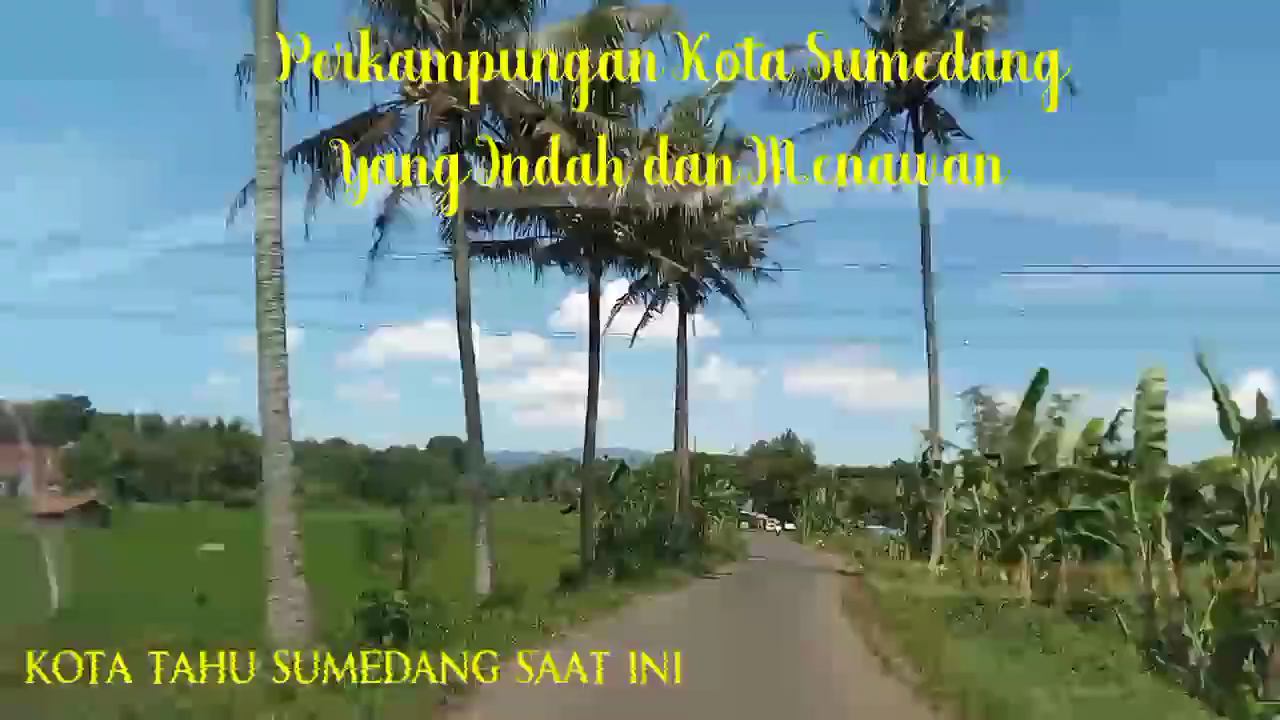 Perkampungan Kota Sumedang
Yang Indah dan Menawan
KOTA TAHU SUMEDANG SAAT INI